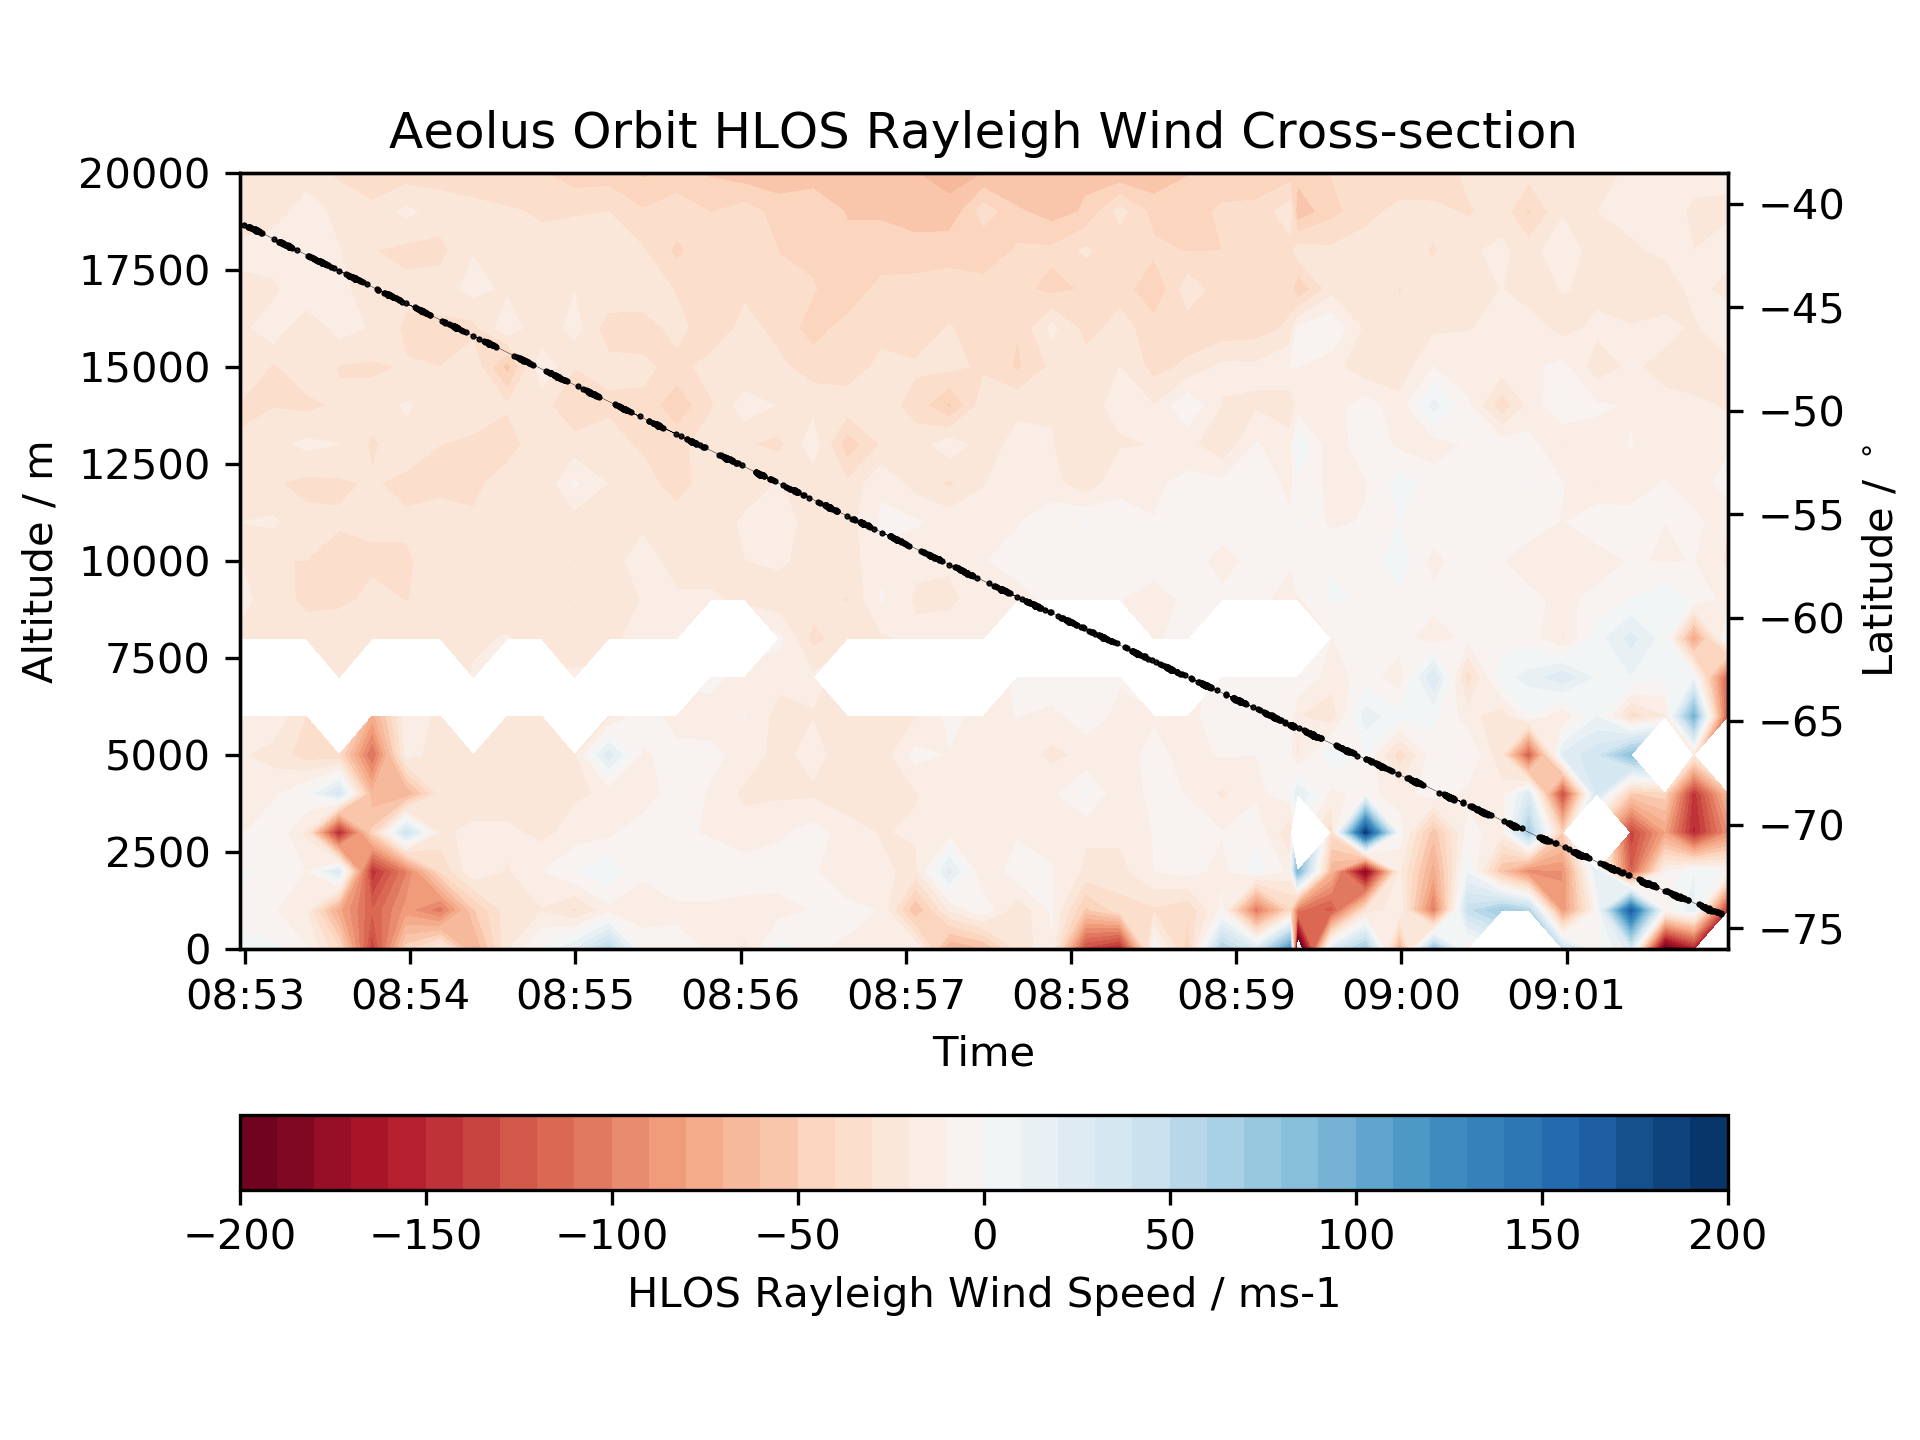 Aeolus Orbit HLOS Rayleigh Wind Cross-section
20000
17500
15000
12500
10000
7500
5000
2500
0
Altitude / m
−40
−45
−50
−55
−60
−65
−70
−75
Latitude / °
08:53 08:54 08:55 08:56 08:57 08:58 08:59 09:00 09:01
Time
−200 −150 −100 −50 0 50 100 150 200
HLOS Rayleigh Wind Speed / ms-1